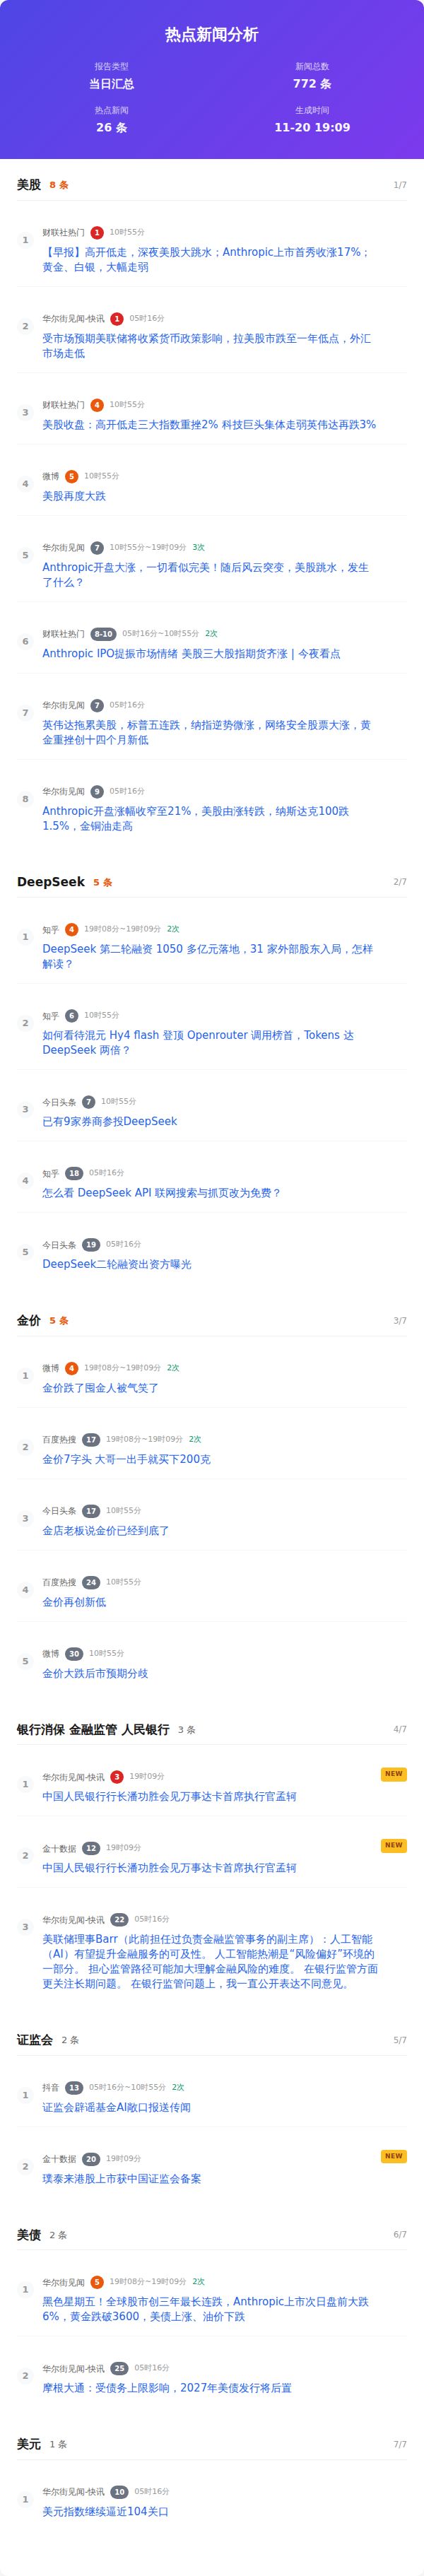 热点新闻分析
报告类型
新闻总数
当日汇总
772 条
热点新闻
生成时间
26 条
11-20 19:09
美股 8 条 1/7
1
财联社热门 1 10时55分
【早报】高开低走，深夜美股大跳水；Anthropic上市首秀收涨17%；
黄金、白银，大幅走弱
2
华尔街见闻-快讯 1 05时16分
受市场预期美联储将收紧货币政策影响，拉美股市跌至一年低点，外汇
市场走低
3
财联社热门 4 10时55分
美股收盘：高开低走三大指数重挫2% 科技巨头集体走弱英伟达再跌3%
4
微博 5 10时55分
美股再度大跌
5
华尔街见闻 7 10时55分~19时09分 3次
Anthropic开盘大涨，一切看似完美！随后风云突变，美股跳水，发生
了什么？
6
财联社热门 8-10 05时16分~10时55分 2次
Anthropic IPO提振市场情绪 美股三大股指期货齐涨 | 今夜看点
7
华尔街见闻 7 05时16分
英伟达拖累美股，标普五连跌，纳指逆势微涨，网络安全股票大涨，黄
金重挫创十四个月新低
8
华尔街见闻 9 05时16分
Anthropic开盘涨幅收窄至21%，美股由涨转跌，纳斯达克100跌
1.5%，金铜油走高
DeepSeek 5 条 2/7
1
知乎 4 19时08分~19时09分 2次
DeepSeek 第二轮融资 1050 多亿元落地，31 家外部股东入局，怎样
解读？
2
知乎 6 10时55分
如何看待混元 Hy4 flash 登顶 Openrouter 调用榜首，Tokens 达
DeepSeek 两倍？
3
今日头条 7 10时55分
已有9家券商参投DeepSeek
4
知乎 18 05时16分
怎么看 DeepSeek API 联网搜索与抓页改为免费？
5
今日头条 19 05时16分
DeepSeek二轮融资出资方曝光
金价 5 条 3/7
1
微博 4 19时08分~19时09分 2次
金价跌了囤金人被气笑了
2
百度热搜 17 19时08分~19时09分 2次
金价7字头 大哥一出手就买下200克
3
今日头条 17 10时55分
金店老板说金价已经到底了
4
百度热搜 24 10时55分
金价再创新低
5
微博 30 10时55分
金价大跌后市预期分歧
银行消保 金融监管 人民银行 3 条 4/7
1
华尔街见闻-快讯 3 19时09分 NEW
中国人民银行行长潘功胜会见万事达卡首席执行官孟轲
2
金十数据 12 19时09分 NEW
中国人民银行行长潘功胜会见万事达卡首席执行官孟轲
3
华尔街见闻-快讯 22 05时16分
美联储理事Barr（此前担任过负责金融监管事务的副主席）：人工智能
（AI）有望提升金融服务的可及性。 人工智能热潮是“风险偏好”环境的
一部分。 担心监管路径可能加大理解金融风险的难度。 在银行监管方面
更关注长期问题。 在银行监管问题上，我一直公开表达不同意见。
证监会 2 条 5/7
1
抖音 13 05时16分~10时55分 2次
证监会辟谣基金AI敞口报送传闻
2
金十数据 20 19时09分 NEW
璞泰来港股上市获中国证监会备案
美债 2 条 6/7
1
华尔街见闻 5 19时08分~19时09分 2次
黑色星期五！全球股市创三年最长连跌，Anthropic上市次日盘前大跌
6%，黄金跌破3600，美债上涨、油价下跌
2
华尔街见闻-快讯 25 05时16分
摩根大通：受债务上限影响，2027年美债发行将后置
美元 1 条 7/7
1
华尔街见闻-快讯 10 05时16分
美元指数继续逼近104关口